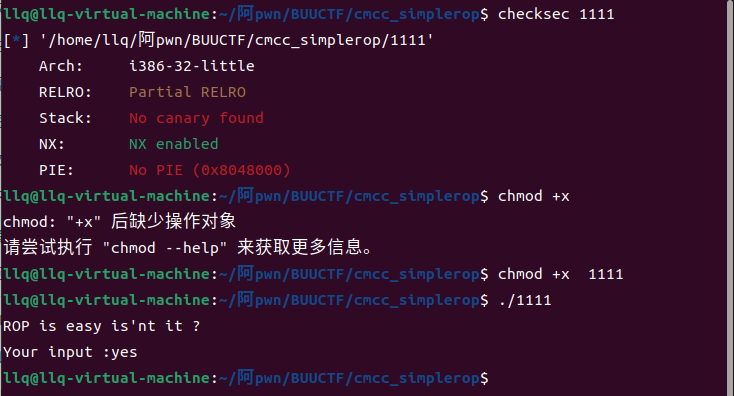 llq@llq-virtual-machine:~/阿pwn/BUUCTF/cmcc_simplerop$ checksec 1111
[*] '/home/llq/阿pwn/BUUCTF/cmcc_simplerop/1111'
    Arch:     i386-32-little
    RELRO:    Partial RELRO
    Stack:    No canary found
    NX:       NX enabled
    PIE:      No PIE (0x8048000)
llq@llq-virtual-machine:~/阿pwn/BUUCTF/cmcc_simplerop$ chmod +x
chmod: "+x" 后缺少操作对象
请尝试执行 "chmod --help" 来获取更多信息。
llq@llq-virtual-machine:~/阿pwn/BUUCTF/cmcc_simplerop$ chmod +x  1111
llq@llq-virtual-machine:~/阿pwn/BUUCTF/cmcc_simplerop$ ./1111
ROP is easy is'nt it ?
Your input :yes
llq@llq-virtual-machine:~/阿pwn/BUUCTF/cmcc_simplerop$